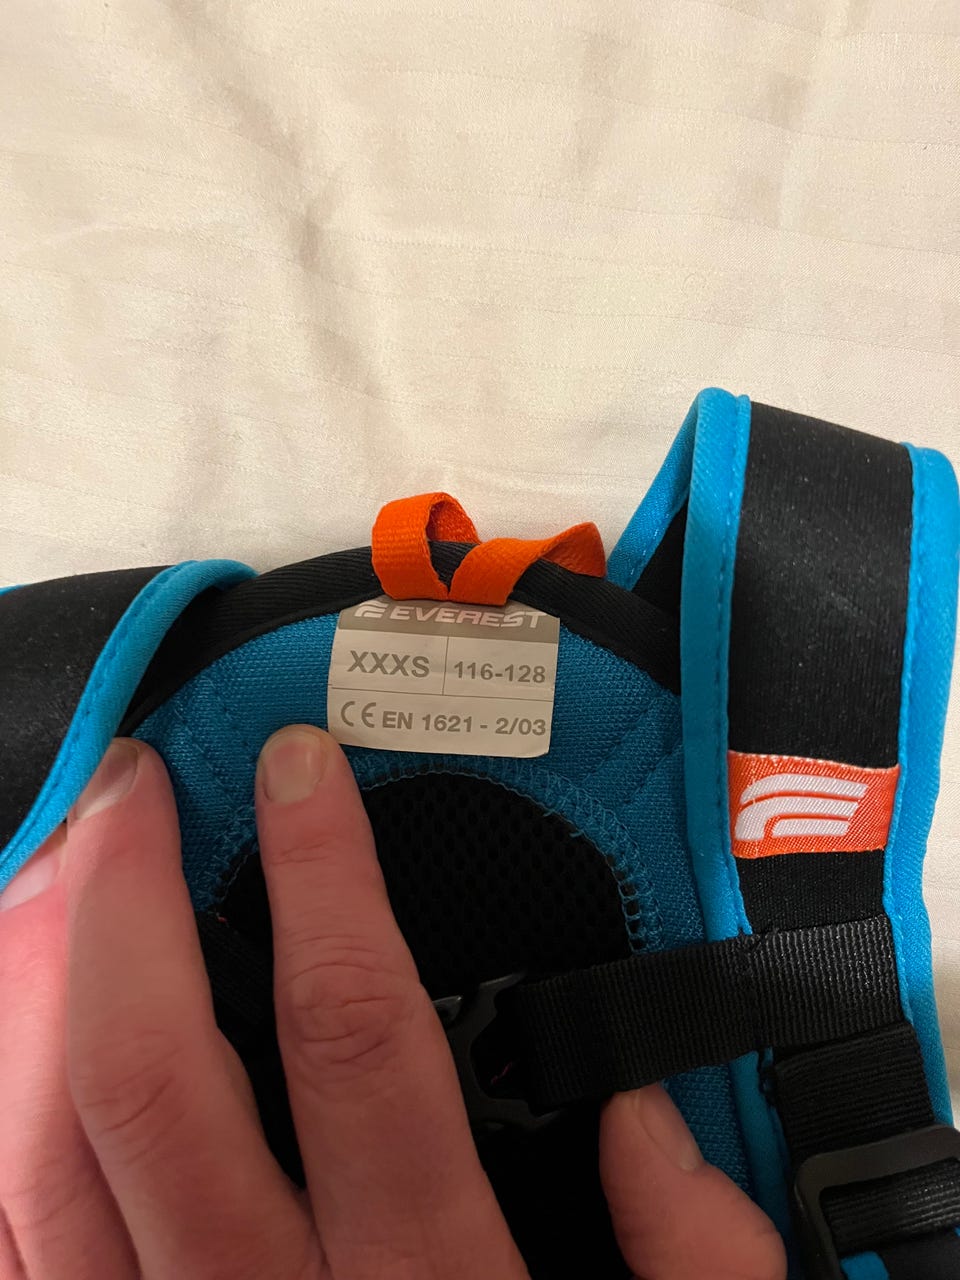 EVEREST
XXXS 116-128
CE EN 1621 - 2/03